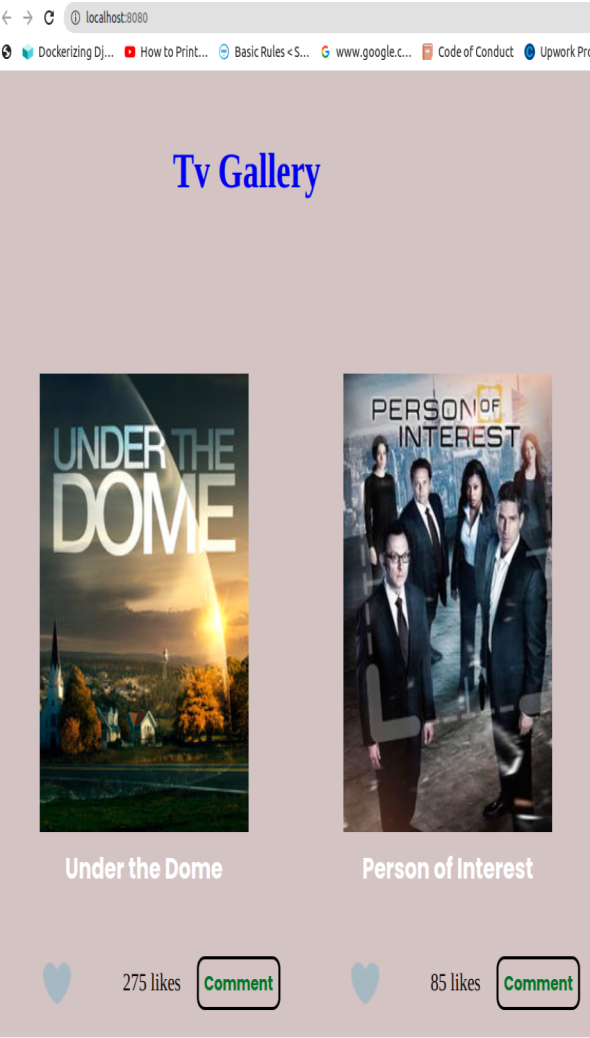 localhost:8080
Dockerizing Dj... How to Print... Basic Rules < S... www.google.c... Code of Conduct Upwork Pro
Tv Gallery
UNDER THE
DOME
PERSON OF
INTEREST
Under the Dome
Person of Interest
275 likes Comment
85 likes Comment